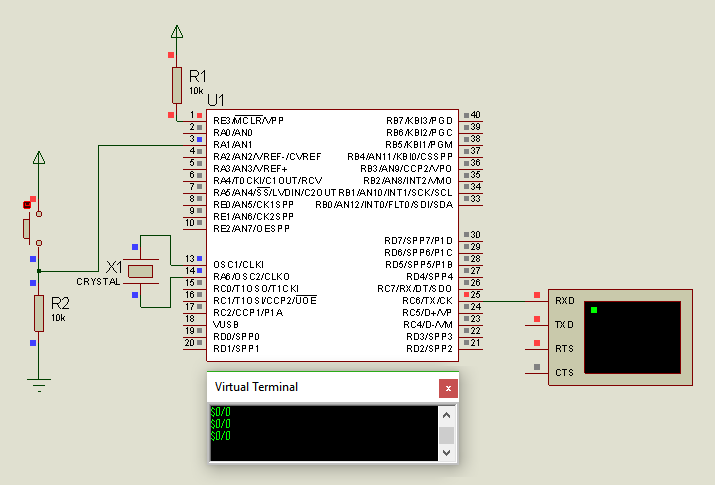 R1
10k
U1
1 RE3/MCLR/VPP RB7/KBI3/PGD 40
2 RA0/AN0 RB6/KBI2/PGC 39
3 RA1/AN1 RB5/KBI1/PGM 38
4 RA2/AN2/VREF-/CVREF RB4/AN11/KBI0/CSSPP 37
5 RA3/AN3/VREF+ RB3/AN9/CCP2/VPO 36
6 RA4/T0CKI/C1OUT/RCV RB2/AN8/INT2/VMO 35
7 RA5/AN4/SS/LVDIN/C2OUT RB1/AN10/INT1/SCK/SCL 34
8 RE0/AN5/CK1SPP RB0/AN12/INT0/FLT0/SDI/SDA 33
9 RE1/AN6/CK2SPP
10 RE2/AN7/OESPP
RD7/SPP7/P1D 30
RD6/SPP6/P1C 29
13 OSC1/CLKI RD5/SPP5/P1B 28
14 RA6/OSC2/CLKO RD4/SPP4 27
15 RC0/T1OSO/T1CKI RC7/RX/DT/SDO 26
16 RC1/T1OSI/CCP2/UOE RC6/TX/CK 25
17 RC2/CCP1/P1A RC5/D+/VP 24
18 VUSB RC4/D-/VM 23
19 RD0/SPP0 RD3/SPP3 22
20 RD1/SPP1 RD2/SPP2 21
X1
CRYSTAL
R2
10k
RXD
TXD
RTS
CTS
Virtual Terminal x
$0/0
$0/0
$0/0